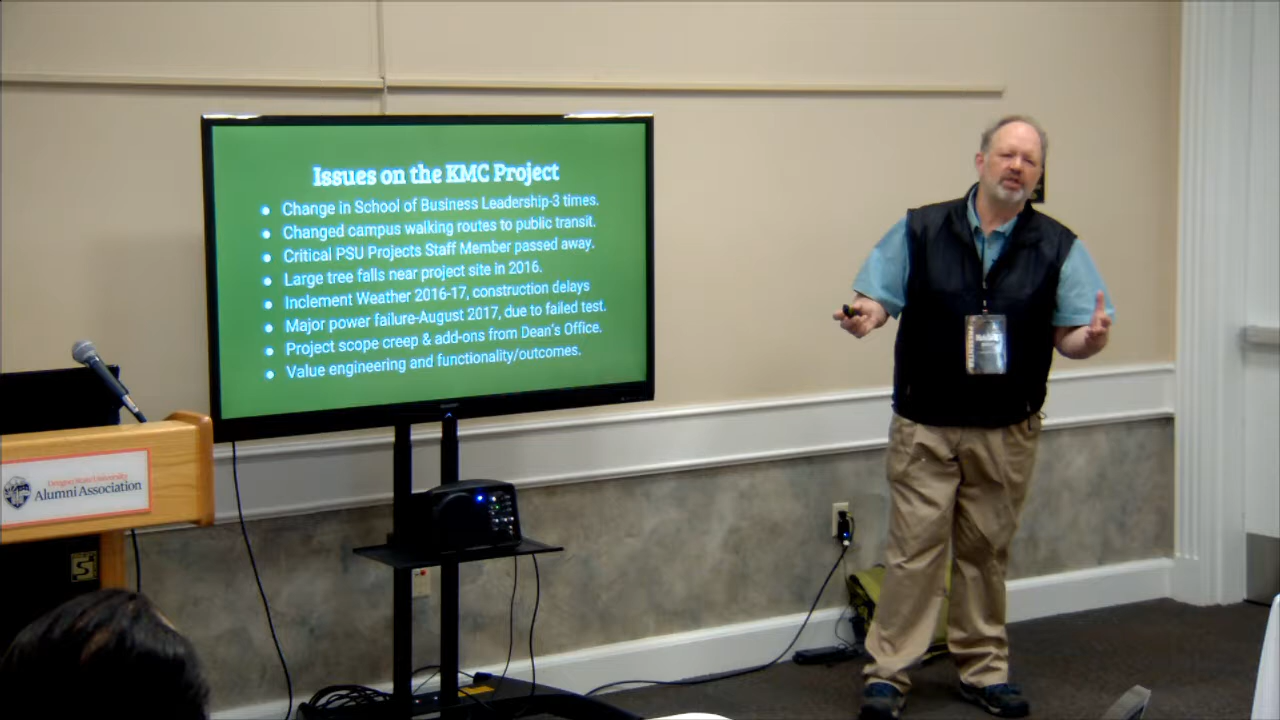 Issues on the KMC Project
Change in School of Business Leadership-3 times.
Changed campus walking routes to public transit.
Critical PSU Projects Staff Member passed away.
Large tree falls near project site in 2016.
Inclement Weather 2016-17, construction delays
Major power failure-August 2017, due to failed test.
Project scope creep & add-ons from Dean's Office.
Value engineering and functionality/outcomes.
Oregon State University
Alumni Association